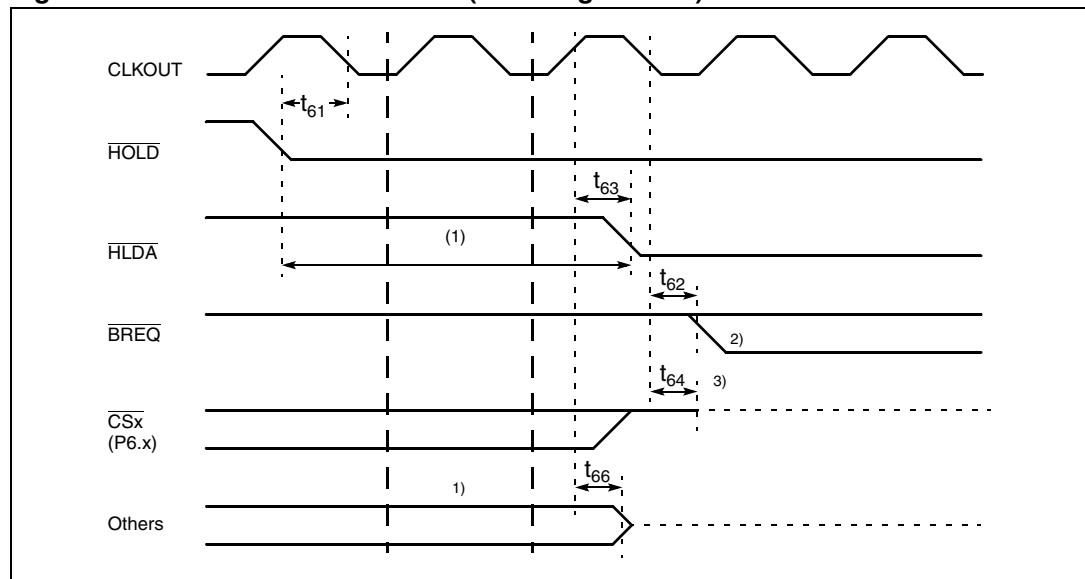 CLKOUT
t61
HOLD
t63
HLDA
(1)
t62
BREQ
2)
t64
3)
CSx
(P6.x)
t66
1)
Others